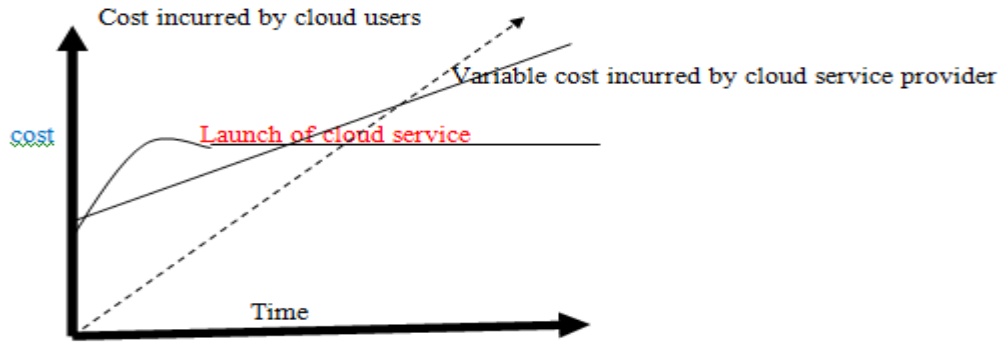 Cost incurred by cloud users
Variable cost incurred by cloud service provider
cost
Launch of cloud service
Time